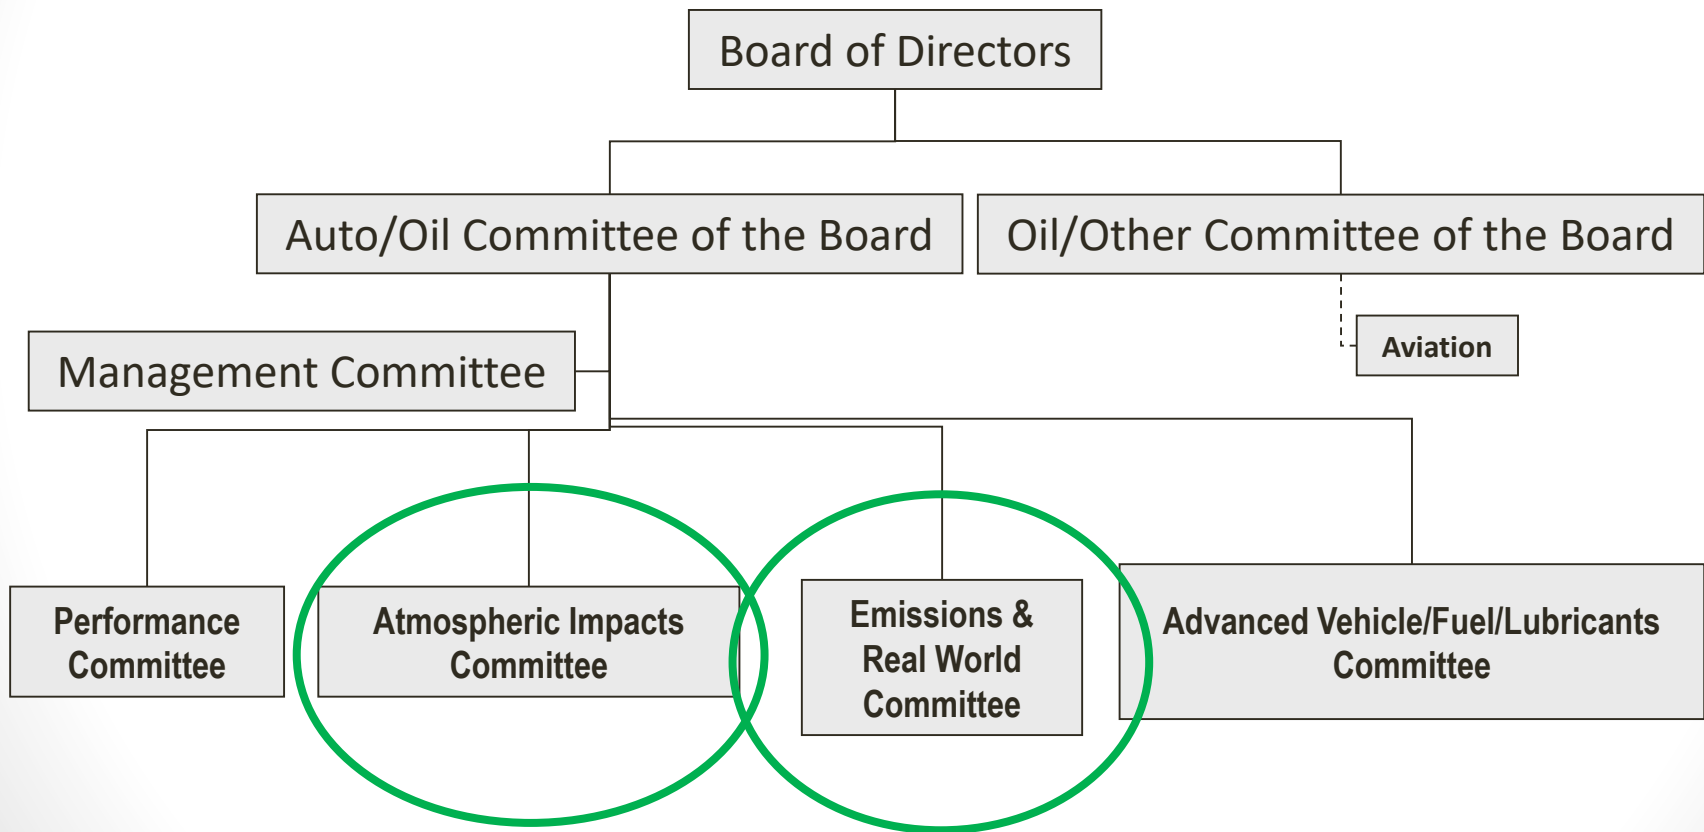 Board of Directors
Auto/Oil Committee of the Board
Oil/Other Committee of the Board
Management Committee
Aviation
Performance
Committee
Atmospheric Impacts
Committee
Emissions &
Real World
Committee
Advanced Vehicle/Fuel/Lubricants
Committee